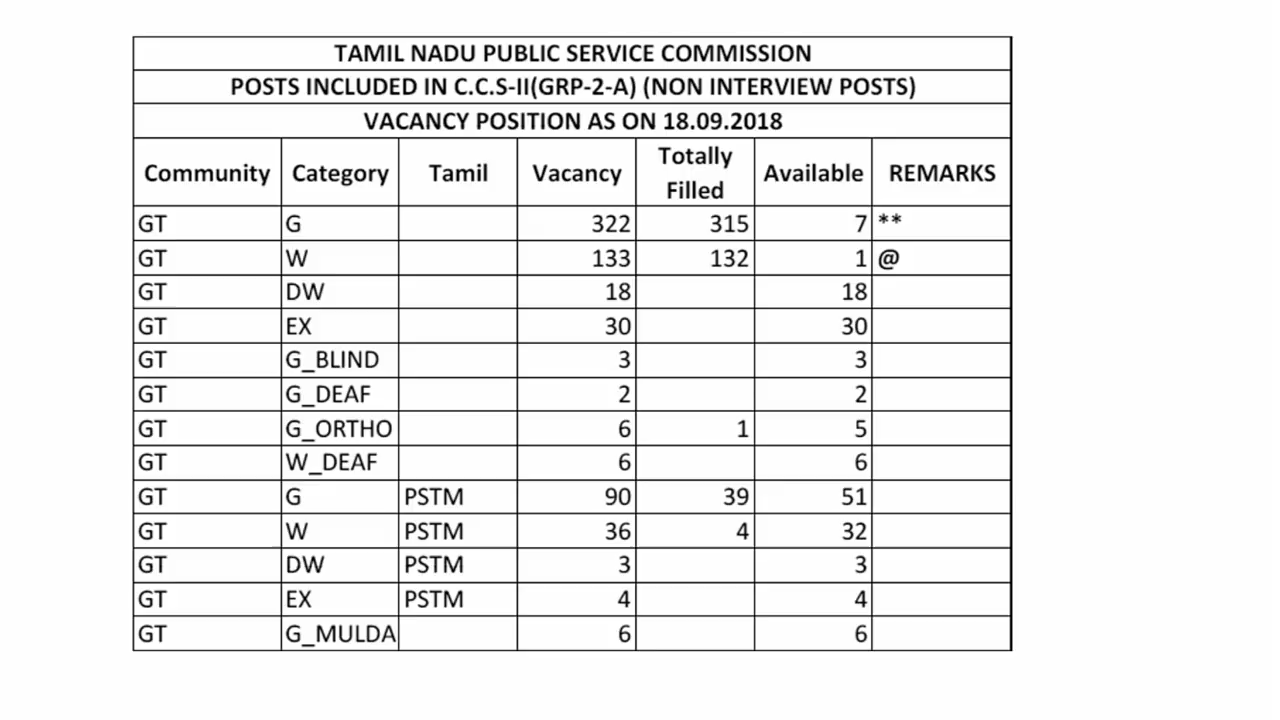 TAMIL NADU PUBLIC SERVICE COMMISSION
POSTS INCLUDED IN C.C.S-II(GRP-2-A) (NON INTERVIEW POSTS)
VACANCY POSITION AS ON 18.09.2018
Community Category Tamil Vacancy Totally Filled Available REMARKS
GT G 322 315 7 **
GT W 133 132 1 @
GT DW 18 18
GT EX 30 30
GT G_BLIND 3 3
GT G_DEAF 2 2
GT G_ORTHO 6 1 5
GT W_DEAF 6 6
GT G PSTM 90 39 51
GT W PSTM 36 4 32
GT DW PSTM 3 3
GT EX PSTM 4 4
GT G_MULDA 6 6